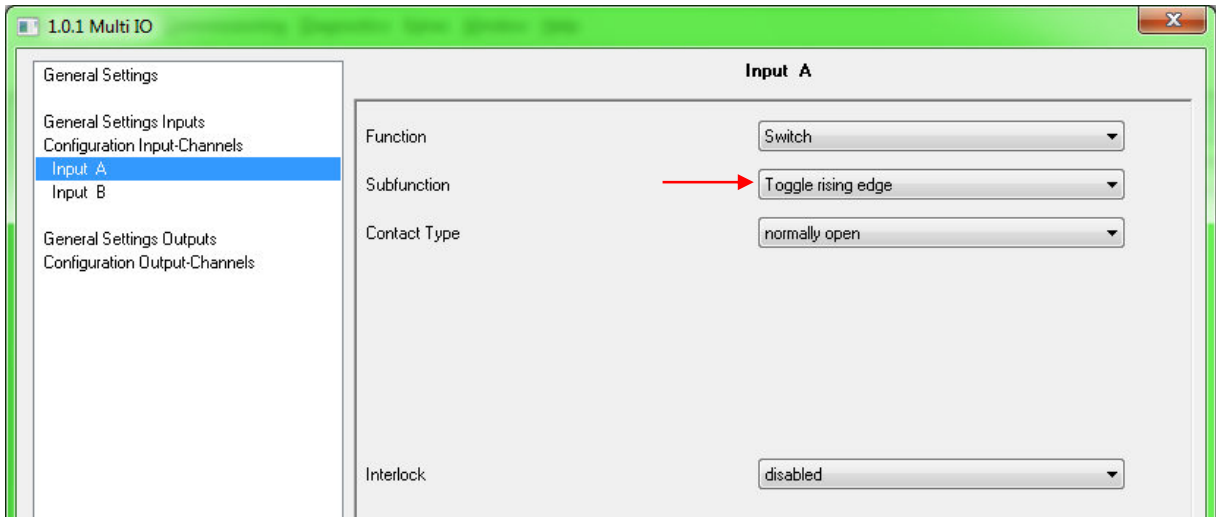 1.0.1 Multi IO
General Settings
General Settings Inputs
Configuration Input-Channels
Input A
Input B
General Settings Outputs
Configuration Output-Channels
Input A
Function
Switch
Subfunction
Toggle rising edge
Contact Type
normally open
Interlock
disabled